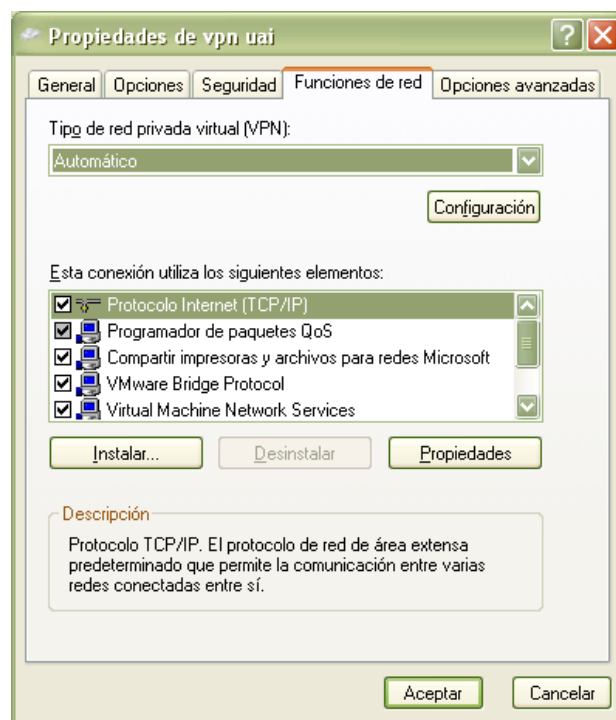 Propiedades de vpn uai
General
Opciones
Seguridad
Funciones de red
Opciones avanzadas
Tipo de red privada virtual (VPN):
Automático
Configuración
Esta conexión utiliza los siguientes elementos:
Protocolo Internet (TCP/IP)
Programador de paquetes QoS
Compartir impresoras y archivos para redes Microsoft
VMware Bridge Protocol
Virtual Machine Network Services
Instalar...
Desinstalar
Propiedades
Descripción
Protocolo TCP/IP. El protocolo de red de área extensa
predeterminado que permite la comunicación entre varias
redes conectadas entre sí.
Aceptar
Cancelar